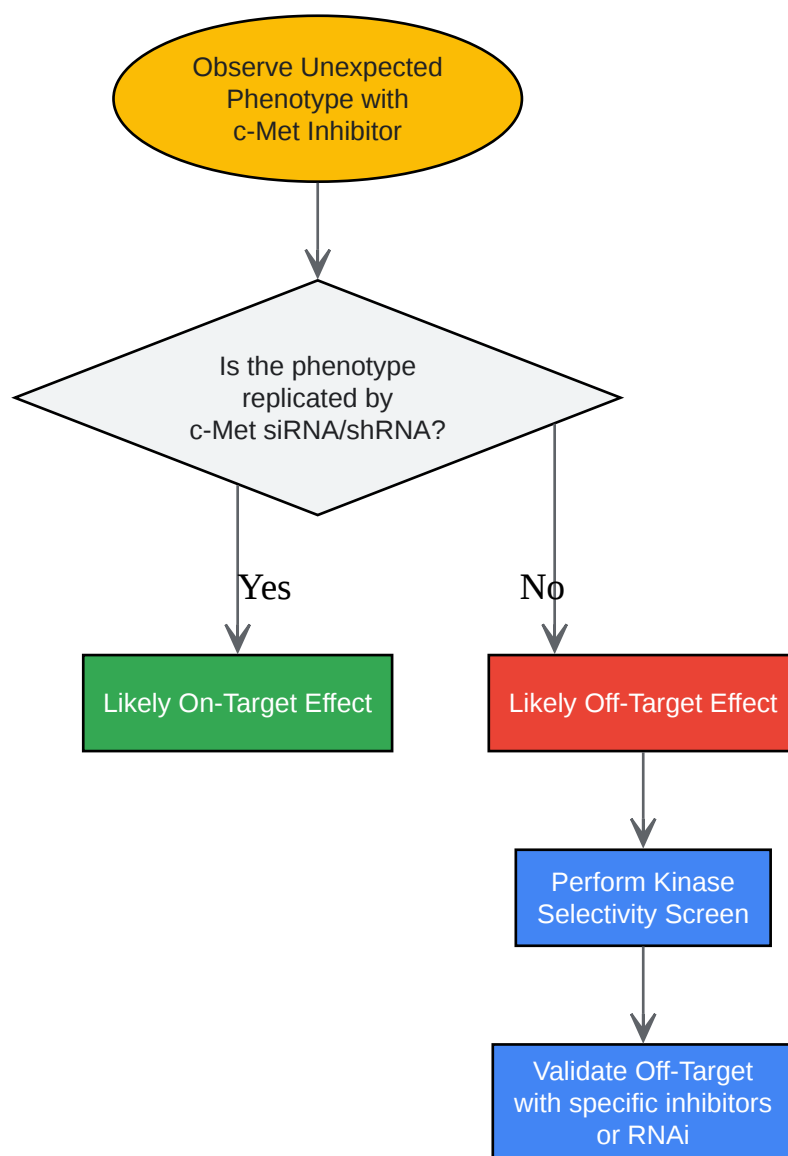 Observe Unexpected
Phenotype with
c-Met Inhibitor
Is the phenotype
replicated by
c-Met siRNA/shRNA?
Yes
No
Likely On-Target Effect
Likely Off-Target Effect
Perform Kinase
Selectivity Screen
Validate Off-Target
with specific inhibitors
or RNAi